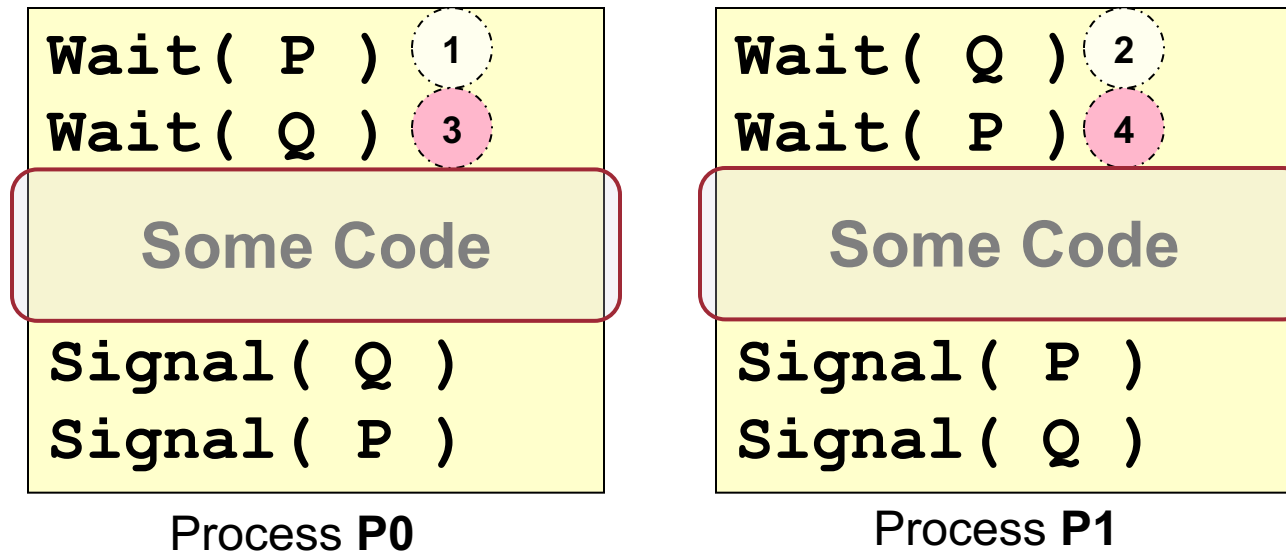 Wait( P ) 1
Wait( Q ) 3
Some Code
Signal( Q )
Signal( P )
Process P0
Wait( Q ) 2
Wait( P ) 4
Some Code
Signal( P )
Signal( Q )
Process P1